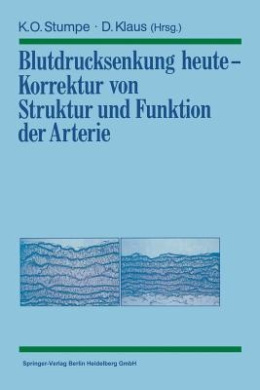 K.O. Stumpe · D. Klaus (Hrsg.)
Blutdrucksenkung heute –
Korrektur von
Struktur und Funktion
der Arterie
Springer-Verlag Berlin Heidelberg GmbH